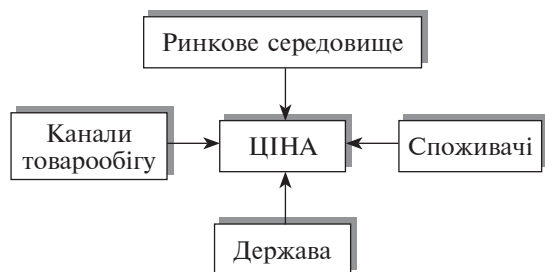 Ринкове середовище
Канали
товарообігу
ЦІНА
Споживачі
Держава